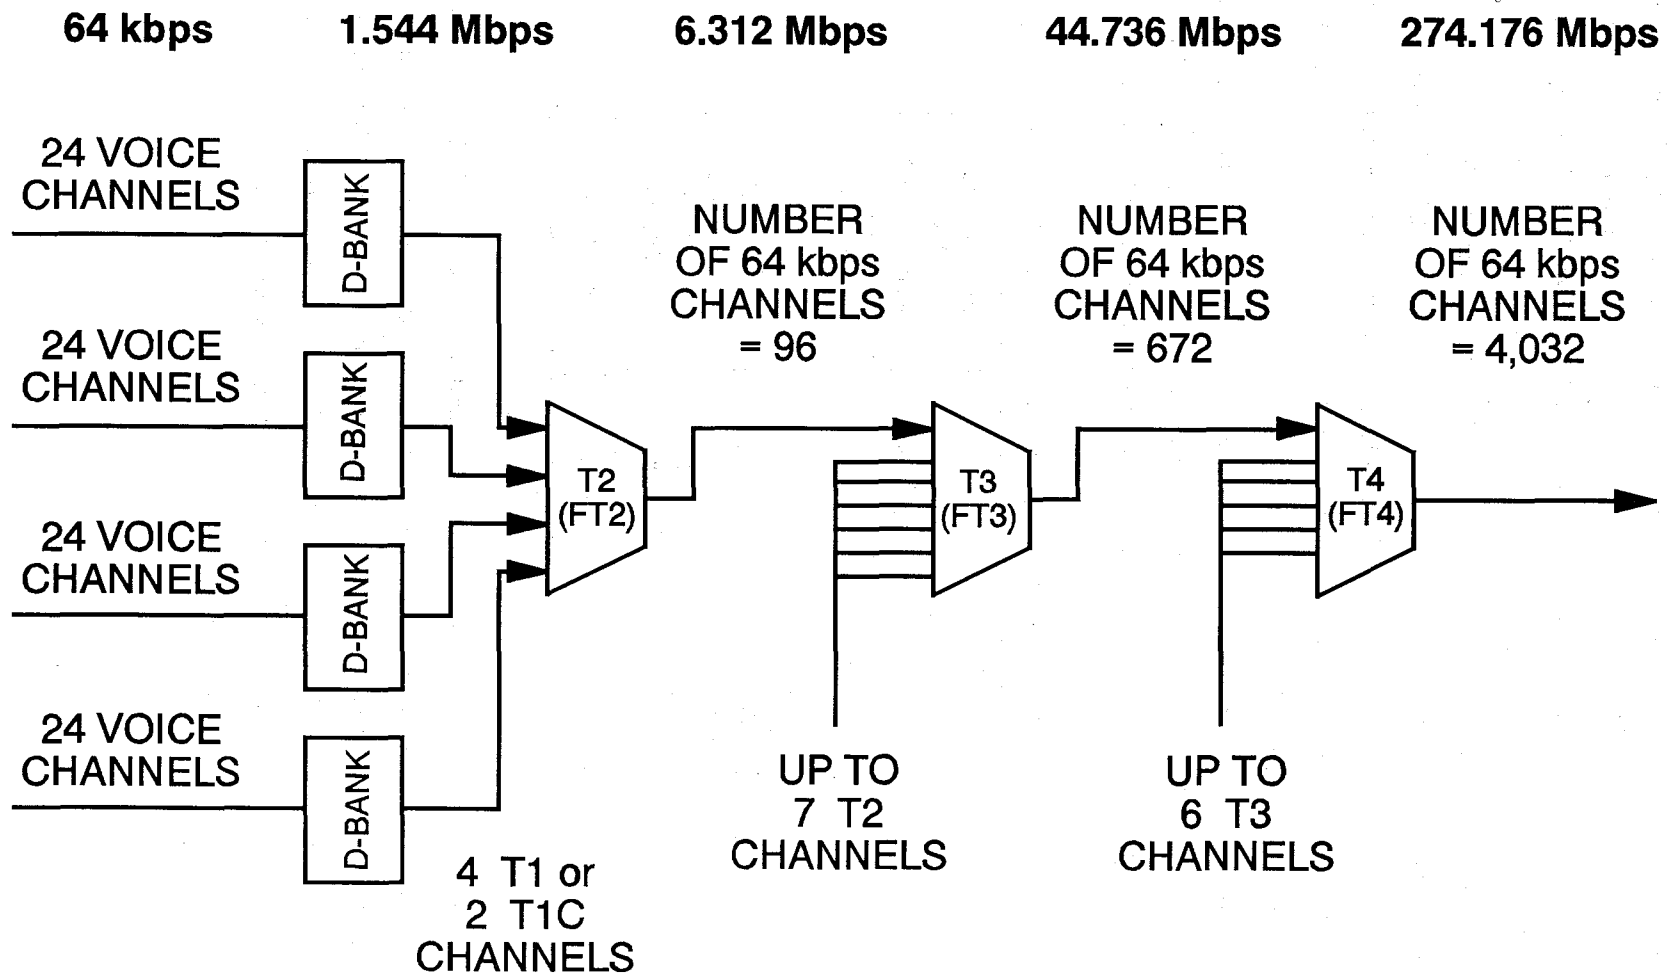 64 kbps
1.544 Mbps
6.312 Mbps
44.736 Mbps
274.176 Mbps
24 VOICE
CHANNELS
D-BANK
24 VOICE
CHANNELS
D-BANK
24 VOICE
CHANNELS
D-BANK
24 VOICE
CHANNELS
D-BANK
4 T1 or
2 T1C
CHANNELS
T2
(FT2)
NUMBER
OF 64 kbps
CHANNELS
= 96
UP TO
7 T2
CHANNELS
T3
(FT3)
NUMBER
OF 64 kbps
CHANNELS
= 672
UP TO
6 T3
CHANNELS
T4
(FT4)
NUMBER
OF 64 kbps
CHANNELS
= 4,032